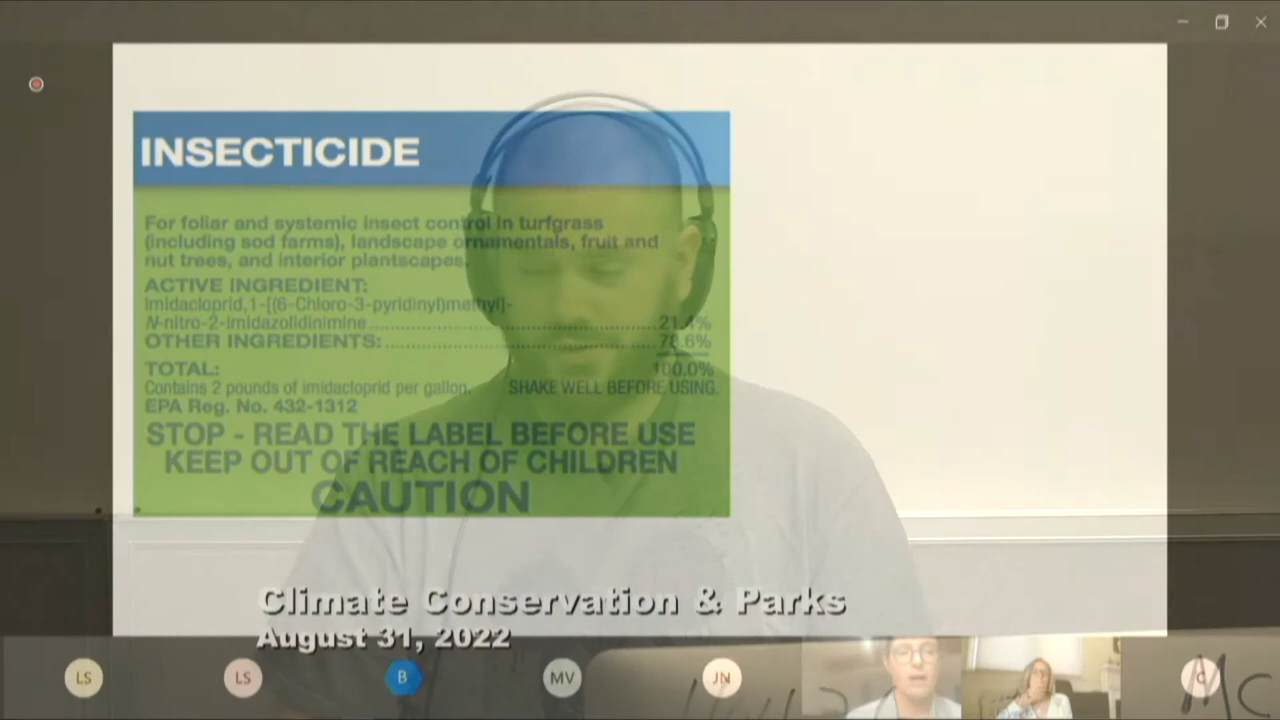 INSECTICIDE
For foliar and systemic insect control in turfgrass
(including sod farms), landscape ornamentals, fruit and
nut trees, and interior plantscapes.
ACTIVE INGREDIENT:
Imidacloprid,1-[(6-Chloro-3-pyridinyl)methyl]-
N-nitro-2-imidazolidinimine 21.4%
OTHER INGREDIENTS: 78.6%
TOTAL: 100.0%
Contains 2 pounds of imidacloprid per gallon. SHAKE WELL BEFORE USING.
EPA Reg. No. 432-1312
STOP - READ THE LABEL BEFORE USE
KEEP OUT OF REACH OF CHILDREN
CAUTION
Climate Conservation & Parks
August 31, 2022
LS LS B MV JN C